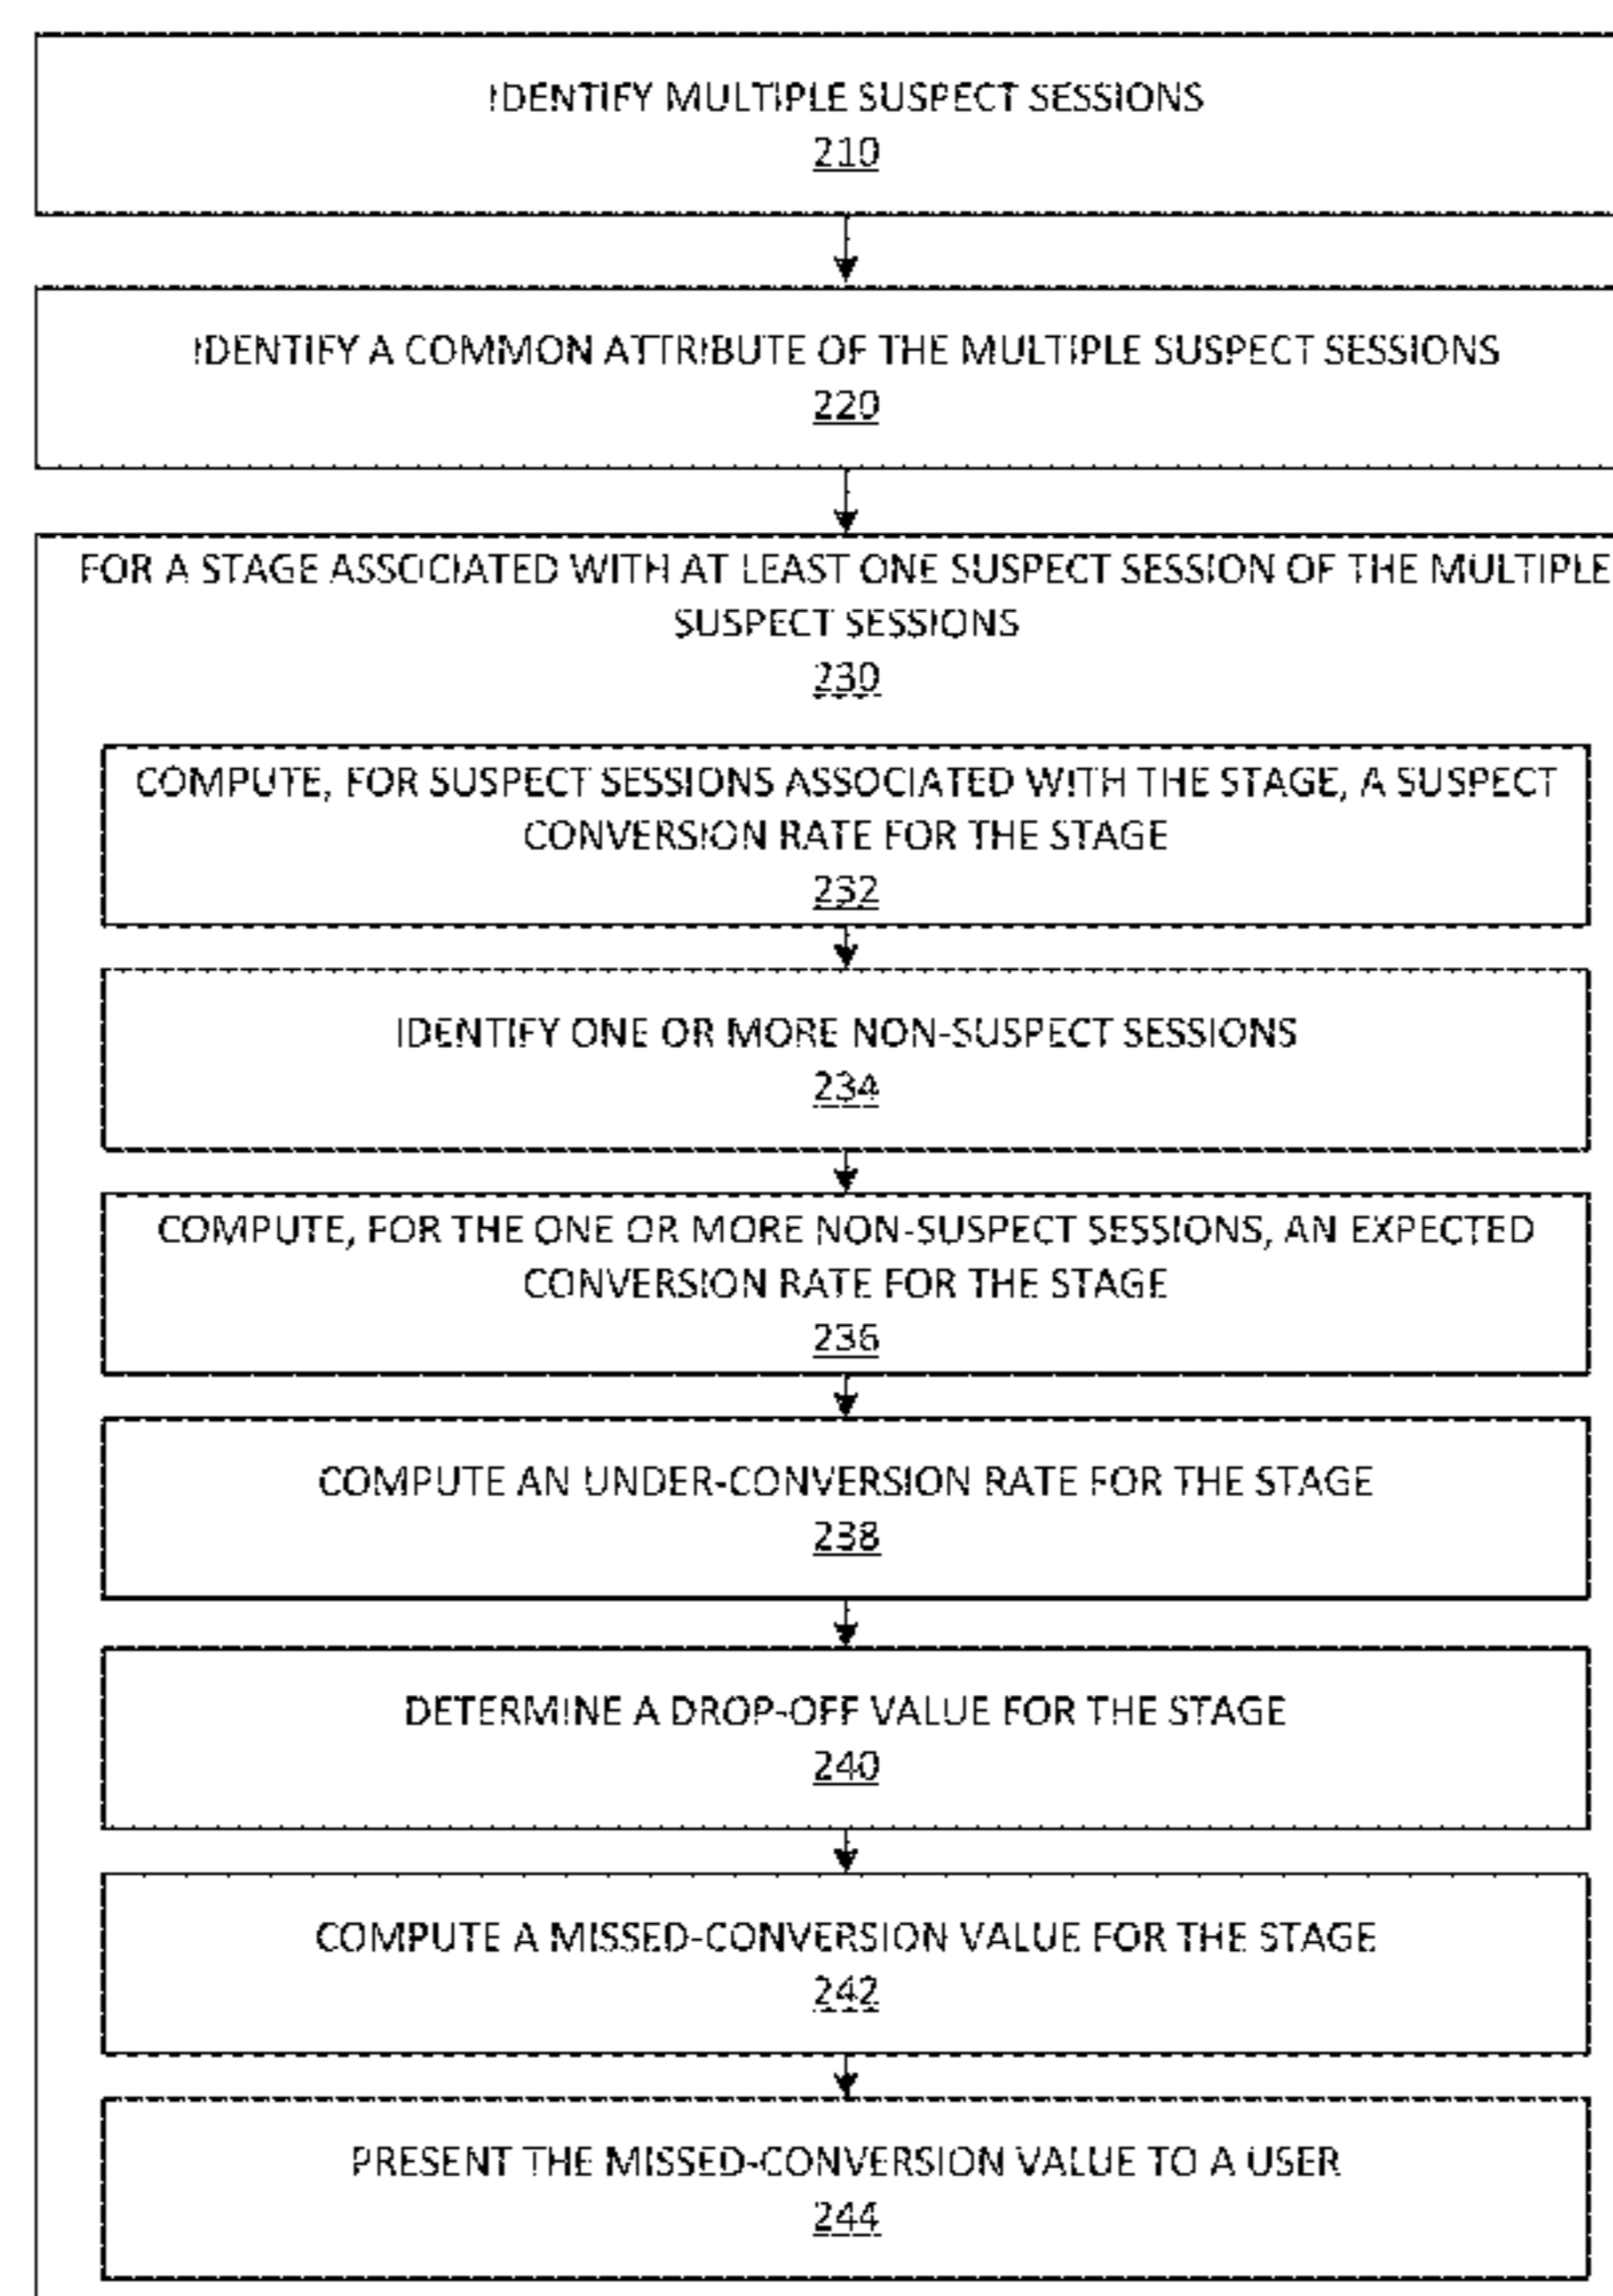 IDENTIFY MULTIPLE SUSPECT SESSIONS
210
IDENTIFY A COMMON ATTRIBUTE OF THE MULTIPLE SUSPECT SESSIONS
220
FOR A STAGE ASSOCIATED WITH AT LEAST ONE SUSPECT SESSION OF THE MULTIPLE
SUSPECT SESSIONS
230
COMPUTE, FOR SUSPECT SESSIONS ASSOCIATED WITH THE STAGE, A SUSPECT
CONVERSION RATE FOR THE STAGE
232
IDENTIFY ONE OR MORE NON-SUSPECT SESSIONS
234
COMPUTE, FOR THE ONE OR MORE NON-SUSPECT SESSIONS, AN EXPECTED
CONVERSION RATE FOR THE STAGE
236
COMPUTE AN UNDER-CONVERSION RATE FOR THE STAGE
238
DETERMINE A DROP-OFF VALUE FOR THE STAGE
240
COMPUTE A MISSED-CONVERSION VALUE FOR THE STAGE
242
PRESENT THE MISSED-CONVERSION VALUE TO A USER
244